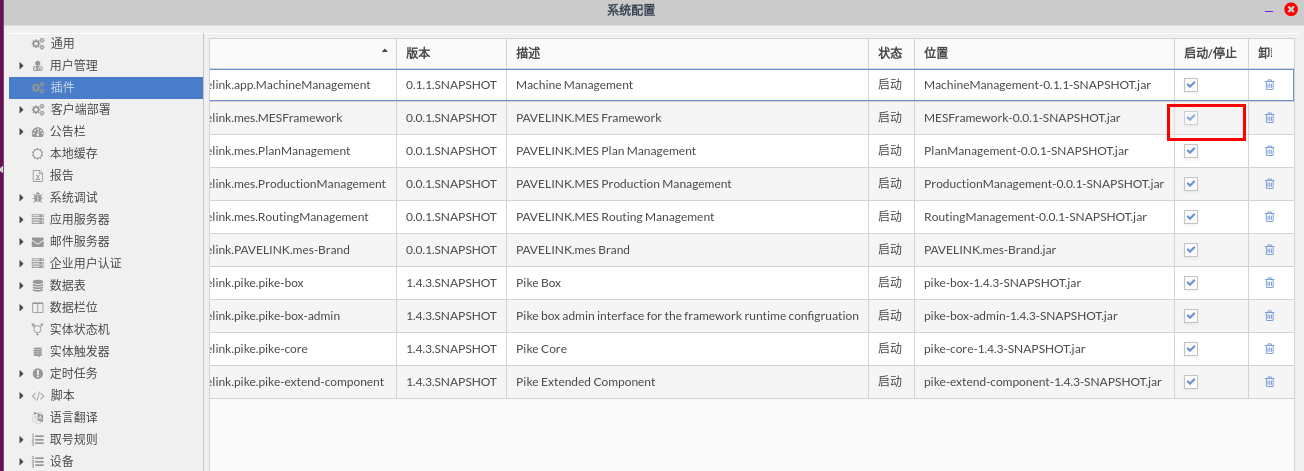 系统配置
通用
用户管理
插件
客户端部署
公告栏
本地缓存
报告
系统调试
应用服务器
邮件服务器
企业用户认证
数据表
数据栏位
实体状态机
实体触发器
定时任务
脚本
语言翻译
取号规则
设备
版本 描述 状态 位置 启动/停止
elink.app.MachineManagement 0.1.1.SNAPSHOT Machine Management 启动 MachineManagement-0.1.1-SNAPSHOT.jar
elink.mes.MESFramework 0.0.1.SNAPSHOT PAVELINK.MES Framework 启动 MESFramework-0.0.1-SNAPSHOT.jar
elink.mes.PlanManagement 0.0.1.SNAPSHOT PAVELINK.MES Plan Management 启动 PlanManagement-0.0.1-SNAPSHOT.jar
elink.mes.ProductionManagement 0.0.1.SNAPSHOT PAVELINK.MES Production Management 启动 ProductionManagement-0.0.1-SNAPSHOT.jar
elink.mes.RoutingManagement 0.0.1.SNAPSHOT PAVELINK.MES Routing Management 启动 RoutingManagement-0.0.1-SNAPSHOT.jar
elink.PAVELINK.mes-Brand 0.0.1.SNAPSHOT PAVELINK.mes Brand 启动 PAVELINK.mes-Brand.jar
elink.pike.pike-box 1.4.3.SNAPSHOT Pike Box 启动 pike-box-1.4.3-SNAPSHOT.jar
elink.pike.pike-box-admin 1.4.3.SNAPSHOT Pike box admin interface for the framework runtime configruation 启动 pike-box-admin-1.4.3-SNAPSHOT.jar
elink.pike.pike-core 1.4.3.SNAPSHOT Pike Core 启动 pike-core-1.4.3-SNAPSHOT.jar
elink.pike.pike-extend-component 1.4.3.SNAPSHOT Pike Extended Component 启动 pike-extend-component-1.4.3-SNAPSHOT.jar